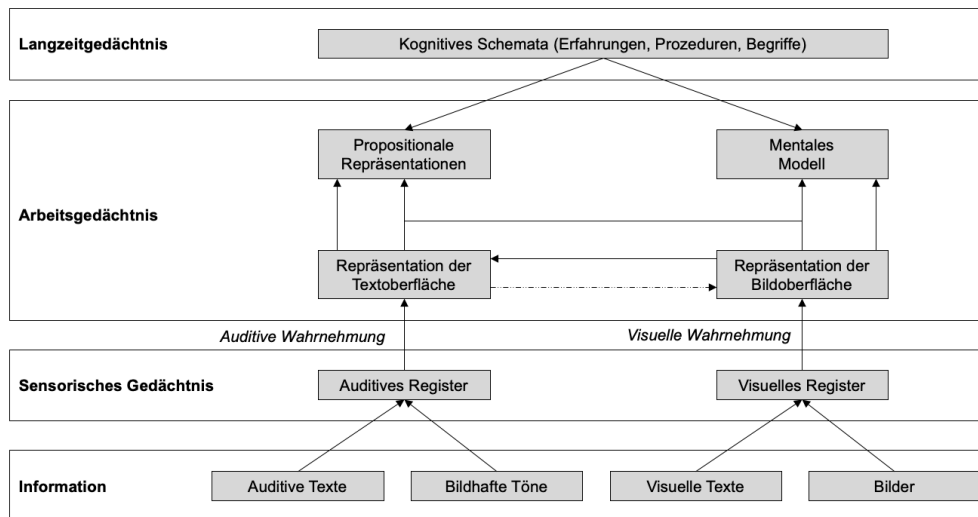 Langzeitgedächtnis
Kognitives Schemata (Erfahrungen, Prozeduren, Begriffe)
Arbeitsgedächtnis
Propositionale
Repräsentationen
Mentales
Modell
Repräsentation der
Textoberfläche
Repräsentation der
Bildoberfläche
Auditive Wahrnehmung
Visuelle Wahrnehmung
Sensorisches Gedächtnis
Auditives Register
Visuelles Register
Information
Auditive Texte
Bildhafte Töne
Visuelle Texte
Bilder